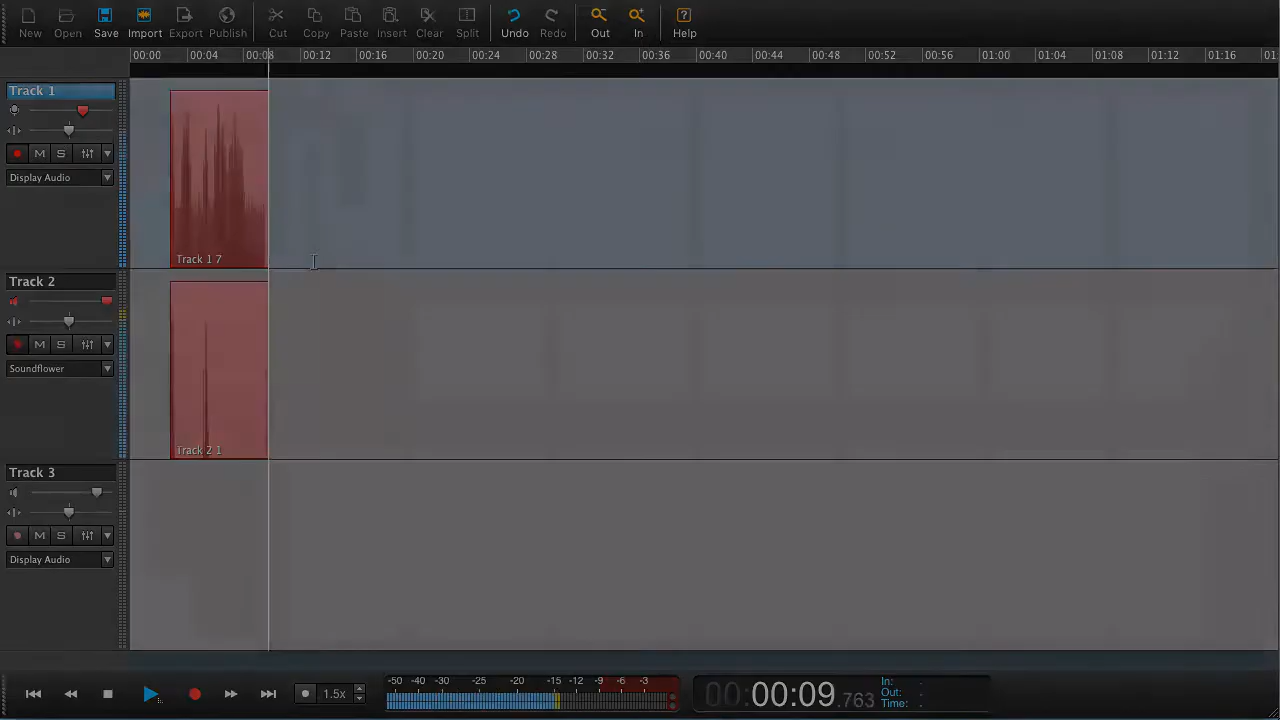 New Open Save Import Export Publish Cut Copy Paste Insert Clear Split Undo Redo Out In Help
00:00 00:04 00:08 00:12 00:16 00:20 00:24 00:28 00:32 00:36 00:40 00:44 00:48 00:52 00:56 01:00 01:04 01:08 01:12 01:16 01:
Track 1
M S
Display Audio
Track 1 7
Track 2
M S
Soundflower
Track 2 1
Track 3
M S
Display Audio
1.5x
-50 -40 -30 -25 -20 -15 -12 -9 -6 -3
00:00:09.763
In:
Out:
Time: